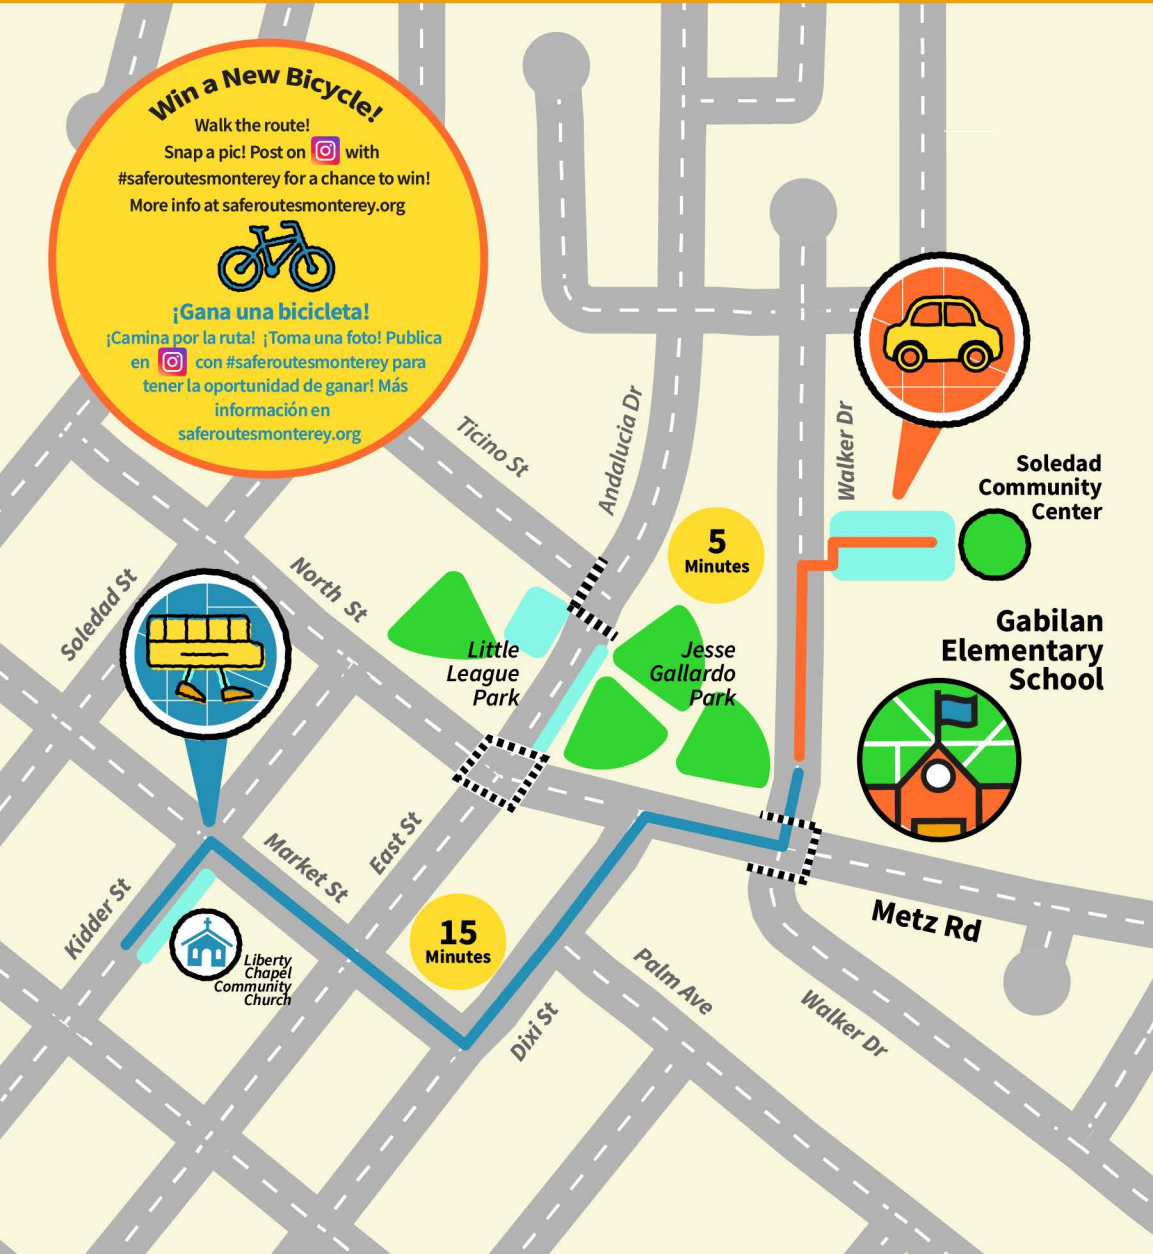 Win a New Bicycle!
Walk the route!
Snap a pic! Post on with
#saferoutesmonterey for a chance to win!
More info at saferoutesmonterey.org
¡Gana una bicicleta!
¡Camina por la ruta! ¡Toma una foto! Publica
en con #saferoutesmonterey para
tener la oportunidad de ganar! Más
información en
saferoutesmonterey.org
Ticino St
Andalucia Dr
Walker Dr
Soledad
Community
Center
5
Minutes
North St
Soledad St
Little
League
Park
Jesse
Gallardo
Park
Gabilan
Elementary
School
Market St
East St
Kidder St
Liberty
Chapel
Community
Church
15
Minutes
Metz Rd
Dixi St
Palm Ave
Walker Dr